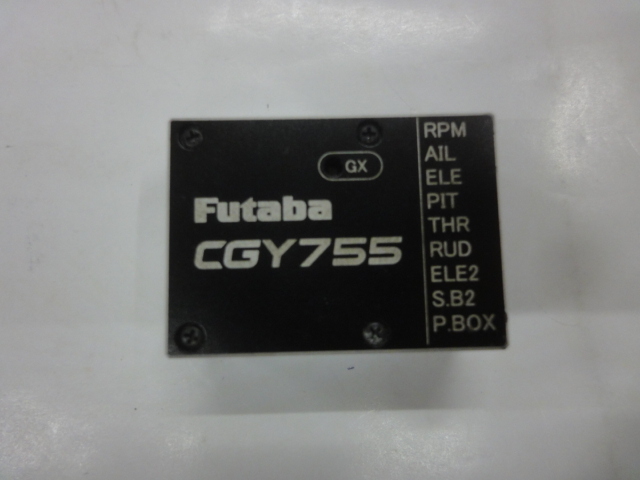 GX
Futaba
CGY755
RPM
AIL
ELE
PIT
THR
RUD
ELE2
S.B2
P.BOX